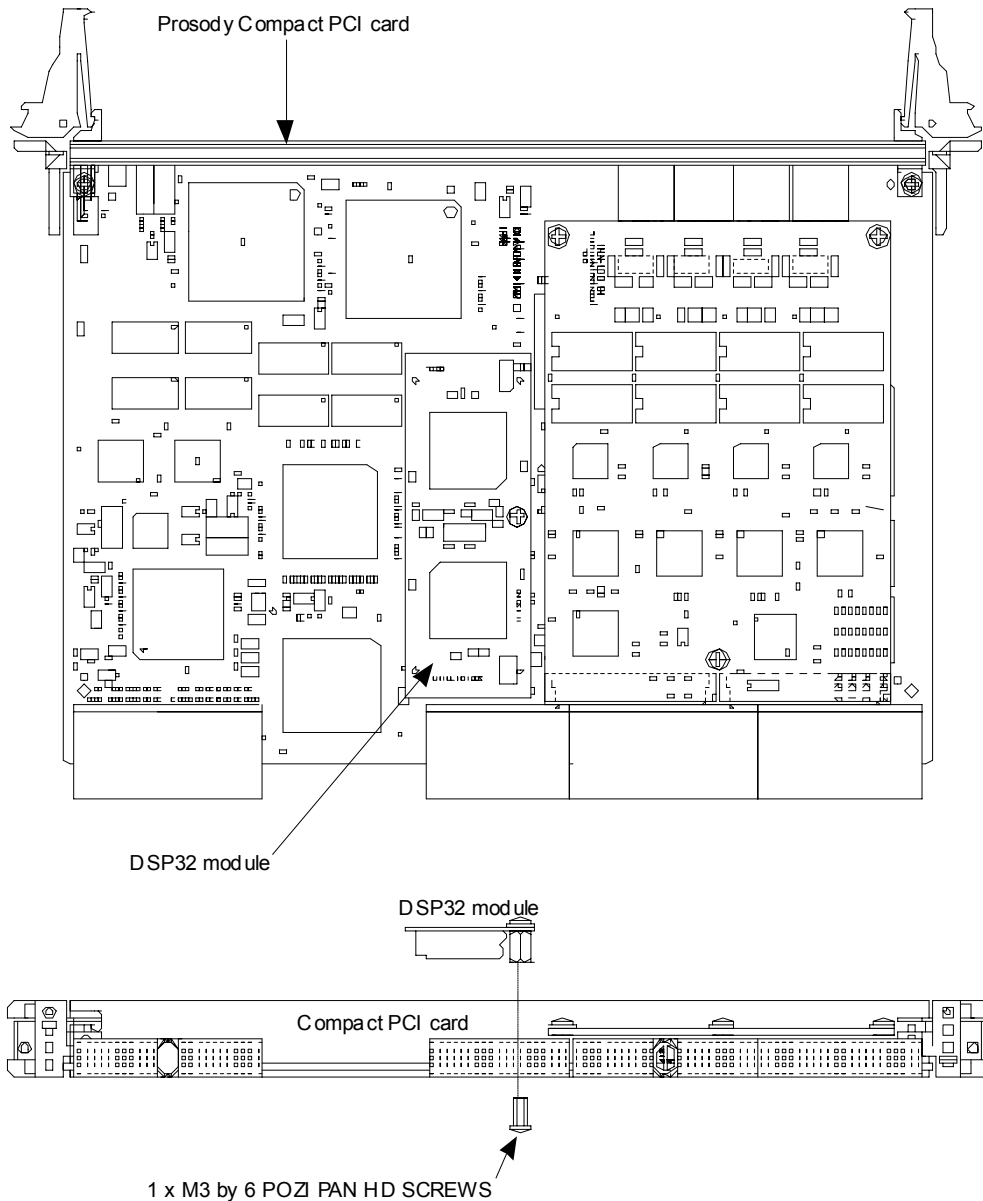 Prosody Compact PCI card
DSP32 module
DSP32 module
Compact PCI card
1 x M3 by 6 POZI PAN HD SCREWS